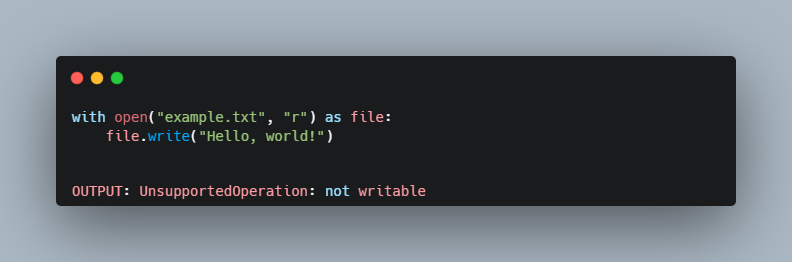 with open("example.txt", "r") as file:
    file.write("Hello, world!")
OUTPUT: UnsupportedOperation: not writable